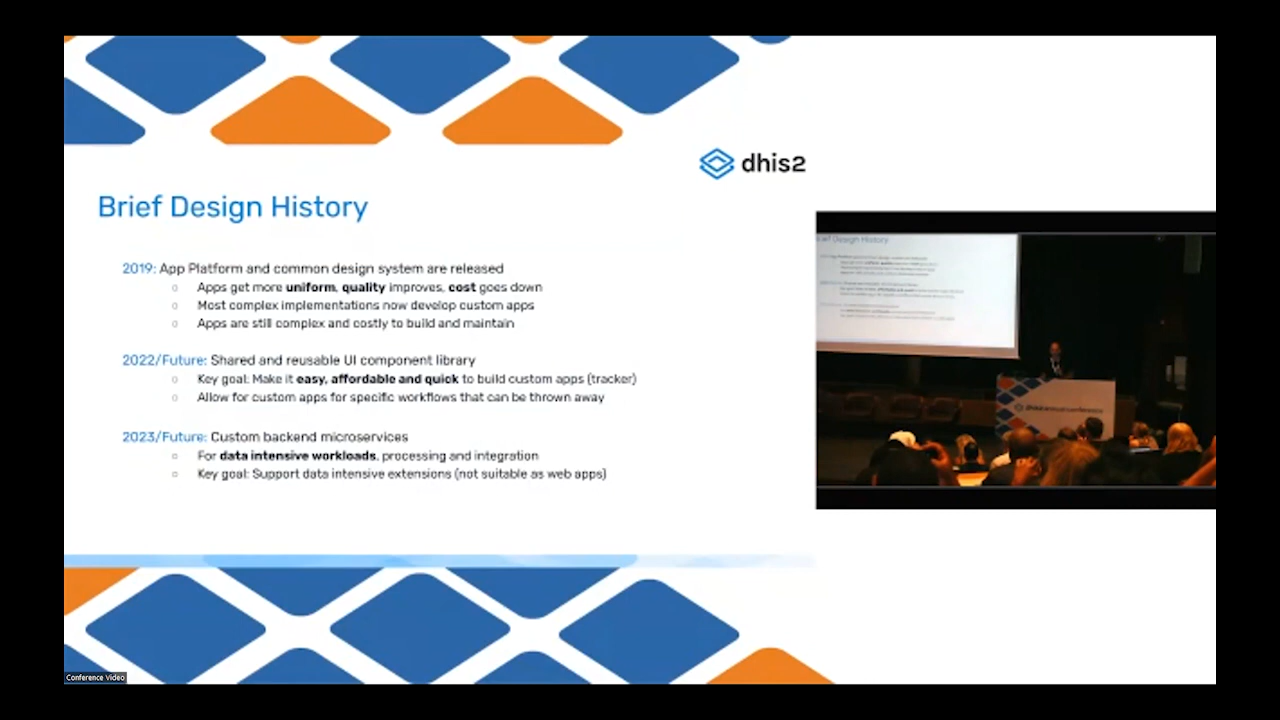 dhis2
Brief Design History
2019: App Platform and common design system are released
○ Apps get more uniform, quality improves, cost goes down
○ Most complex implementations now develop custom apps
○ Apps are still complex and costly to build and maintain
2022/Future: Shared and reusable UI component library
○ Key goal: Make it easy, affordable and quick to build custom apps (tracker)
○ Allow for custom apps for specific workflows that can be thrown away
2023/Future: Custom backend microservices
○ For data intensive workloads, processing and integration
○ Key goal: Support data intensive extensions (not suitable as web apps)
Design History
dhis2 annual conference
Conference Video